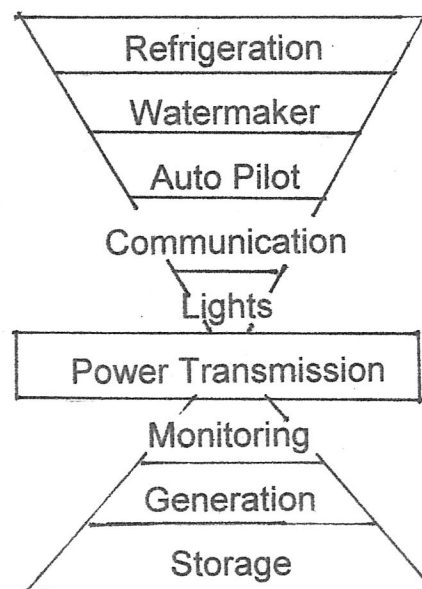 Refrigeration
Watermaker
Auto Pilot
Communication
Lights
Power Transmission
Monitoring
Generation
Storage